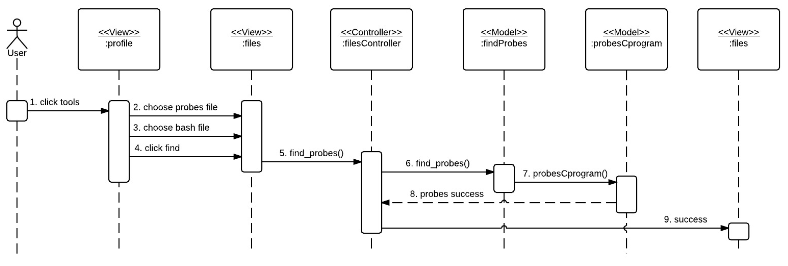 <<View>>
:profile
<<View>>
:files
<<Controller>>
:filesController
<<Model>>
:findProbes
<<Model>>
:probesCprogram
<<View>>
:files
User
1. click tools
2. choose probes file
3. choose bash file
4. click find
5. find_probes()
6. find_probes()
7. probesCprogram()
8. probes success
9. success